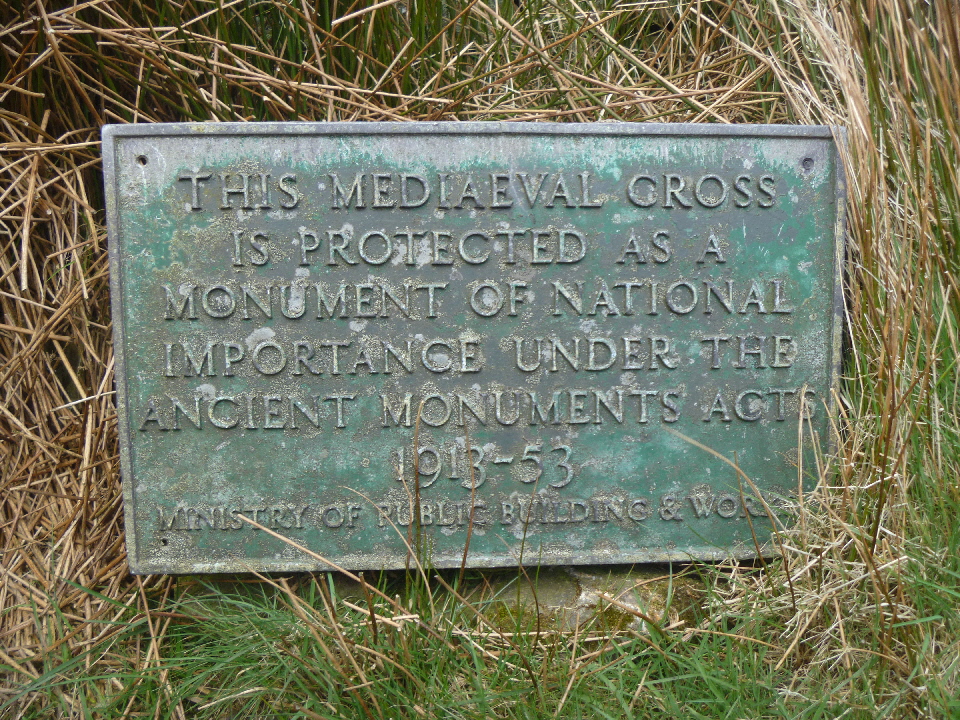 THIS MEDIAEVAL CROSS
IS PROTECTED AS A
MONUMENT OF NATIONAL
IMPORTANCE UNDER THE
ANCIENT MONUMENTS ACTS
1913-53
MINISTRY OF PUBLIC BUILDING & WORKS